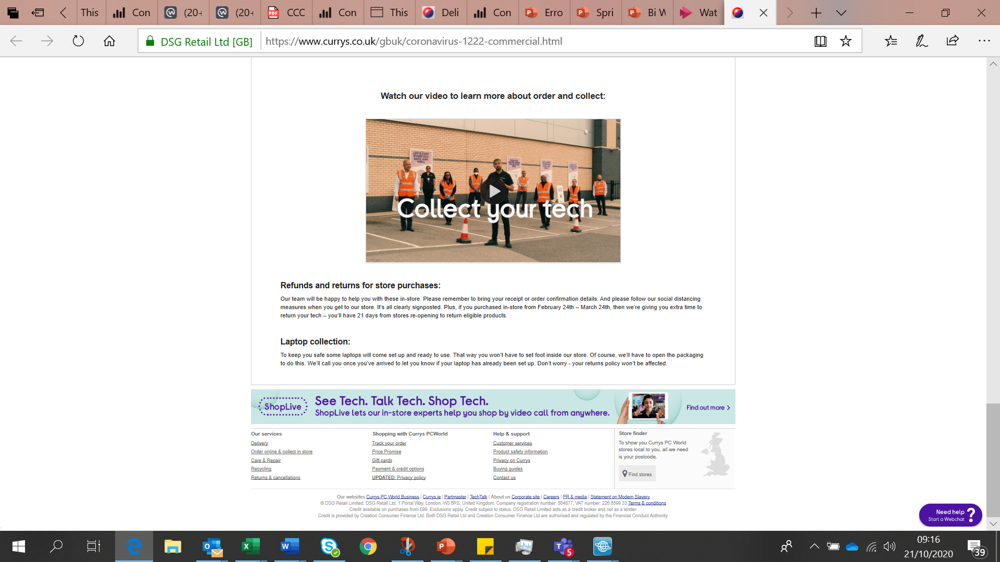 This
Con
(20+
(20+
CCC
Con
This
Deli
Con
Erro
Spri
Bi W
Wat
DSG Retail Ltd [GB]
https://www.currys.co.uk/gbuk/coronavirus-1222-commercial.html
Watch our video to learn more about order and collect:
LET'S KEEP
EVERYONE
SAFE AND
WELL
Collect your tech
Refunds and returns for store purchases:
Our team will be happy to help you with these in-store. Please remember to bring your receipt or order confirmation details. And please follow our social distancing
measures when you get to our store. It's all clearly signposted. Plus, if you purchased in-store from February 24th – March 24th, then we're giving you extra time to
return your tech – you'll have 21 days from stores re-opening to return eligible products.
Laptop collection:
To keep you safe some laptops will come set up and ready to use. That way you won't have to set foot inside our store. Of course, we'll have to open the packaging
to do this. We'll call you once you've arrived to let you know if your laptop has already been set up. Don't worry - your returns policy won't be affected.
ShopLive
See Tech. Talk Tech. Shop Tech.
ShopLive lets our in-store experts help you shop by video call from anywhere.
Find out more >
Our services
Delivery
Order online & collect in store
Care & Repair
Recycling
Returns & cancellations
Shopping with Currys PCWorld
Track your order
Price Promise
Gift cards
Payment & credit options
UPDATED: Privacy policy
Help & support
Customer services
Product safety information
Privacy on Currys
Buying guides
Contact us
Store finder
To show you Currys PC World
stores local to you, all we need
is your postcode.
Find stores
Our websites Currys PC World Business | Currys.ie | Partmaster | TechTalk | About us Corporate site | Careers | PR & media | Statement on Modern Slavery
© DSG Retail Limited. DSG Retail Ltd, 1 Portal Way, London, W3 6RS, United Kingdom. Company registration number: 504877, VAT number: 226 6599 33 Terms & conditions
Credit available on purchases from £99. Exclusions apply. Credit subject to status. DSG Retail Limited acts as a credit broker and not as a lender.
Credit is provided by Creation Consumer Finance Ltd. Both DSG Retail Ltd and Creation Consumer Finance Ltd are authorised and regulated by the Financial Conduct Authority.
Need help
Start a Webchat
?
5
09:16
21/10/2020
39